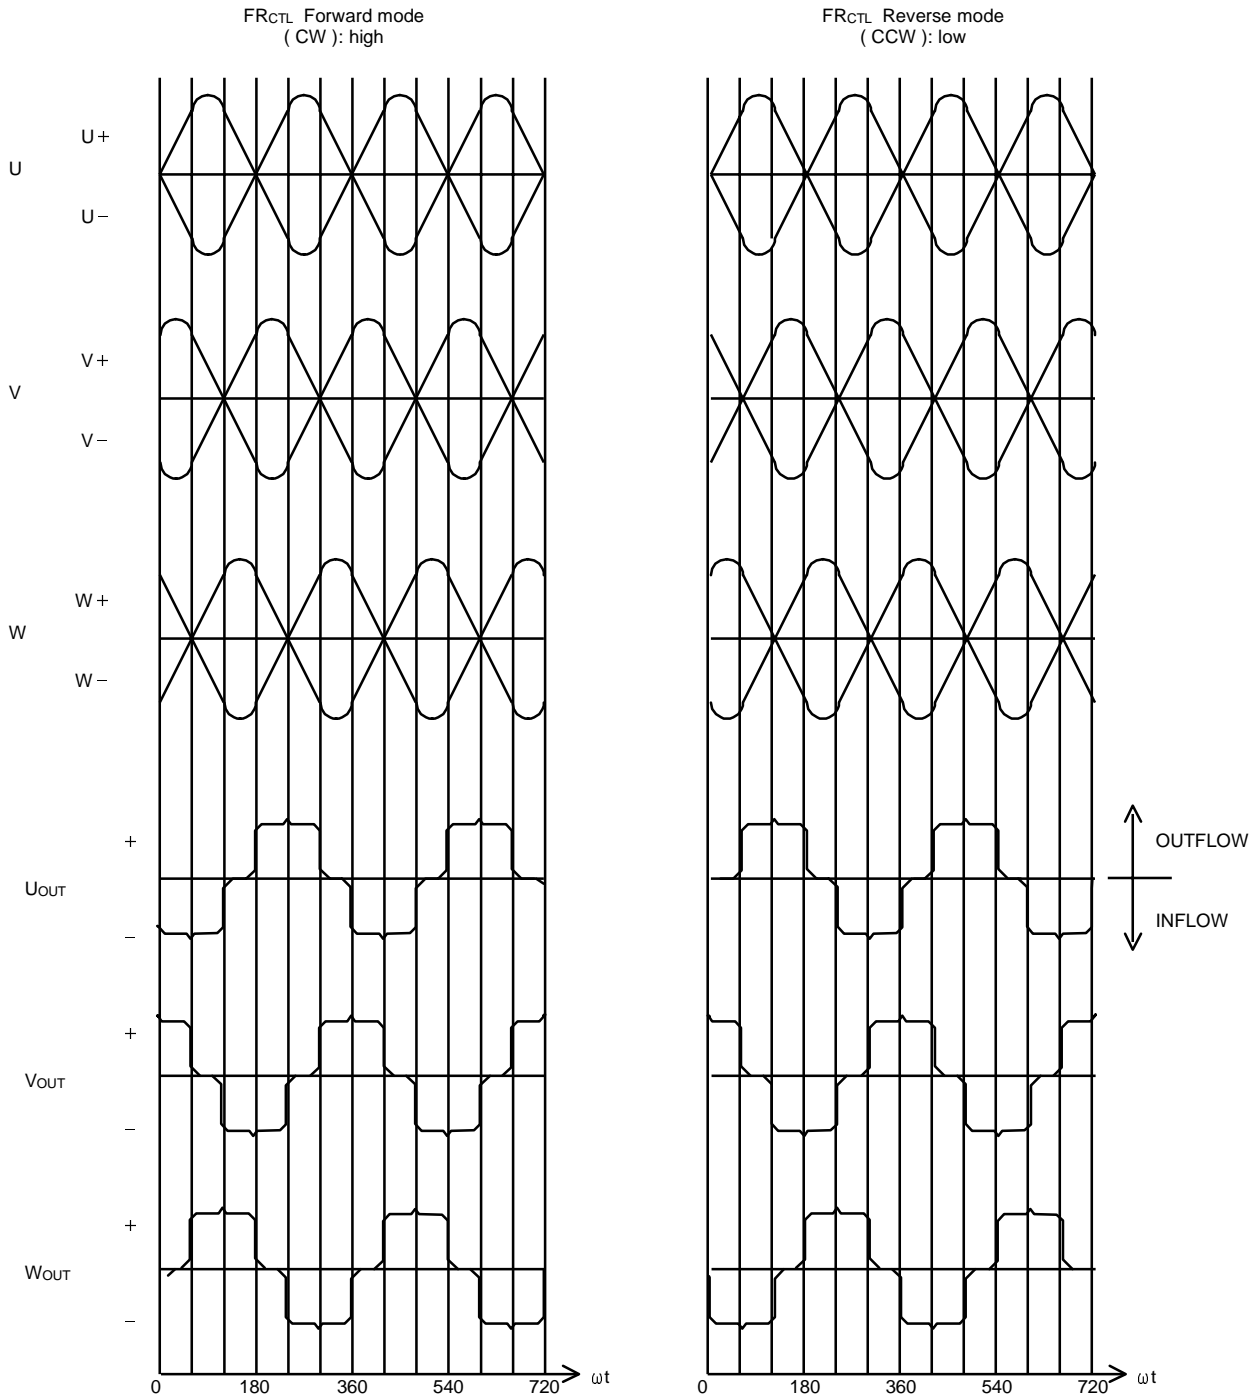 FRCTL Forward mode
( CW ): high
FRCTL Reverse mode
( CCW ): low
U+
U
U−
V+
V
V−
W+
W
W−
+
UOUT
−
OUTFLOW
INFLOW
+
VOUT
−
+
WOUT
−
0 180 360 540 720 ωt
0 180 360 540 720 ωt